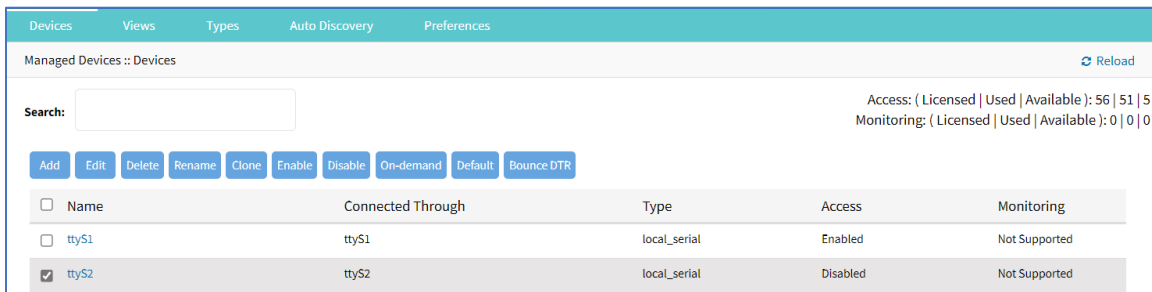 Devices Views Types Auto Discovery Preferences
Managed Devices :: Devices Reload
Access: ( Licensed | Used | Available ): 56 | 51 | 5
Monitoring: ( Licensed | Used | Available ): 0 | 0 | 0
Search:
Add Edit Delete Rename Clone Enable Disable On-demand Default Bounce DTR
Name Connected Through Type Access Monitoring
ttyS1 ttyS1 local_serial Enabled Not Supported
ttyS2 ttyS2 local_serial Disabled Not Supported